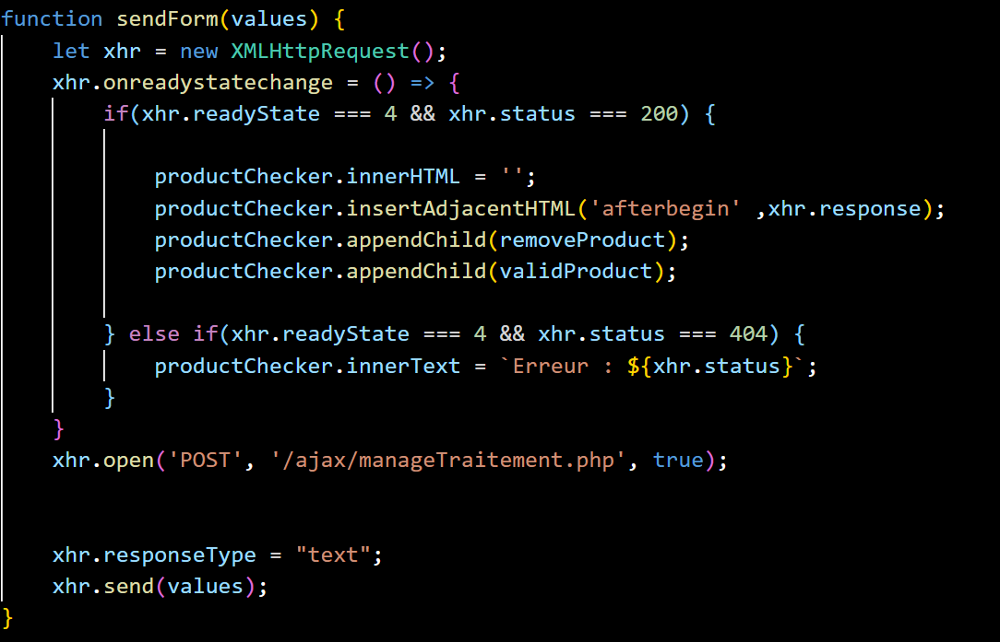 function sendForm(values) {
let xhr = new XMLHttpRequest();
xhr.onreadystatechange = () => {
if(xhr.readyState === 4 && xhr.status === 200) {
productChecker.innerHTML = '';
productChecker.insertAdjacentHTML('afterbegin' ,xhr.response);
productChecker.appendChild(removeProduct);
productChecker.appendChild(validProduct);
} else if(xhr.readyState === 4 && xhr.status === 404) {
productChecker.innerText = `Erreur : ${xhr.status}`;
}
}
xhr.open('POST', '/ajax/manageTraitement.php', true);
xhr.responseType = "text";
xhr.send(values);
}